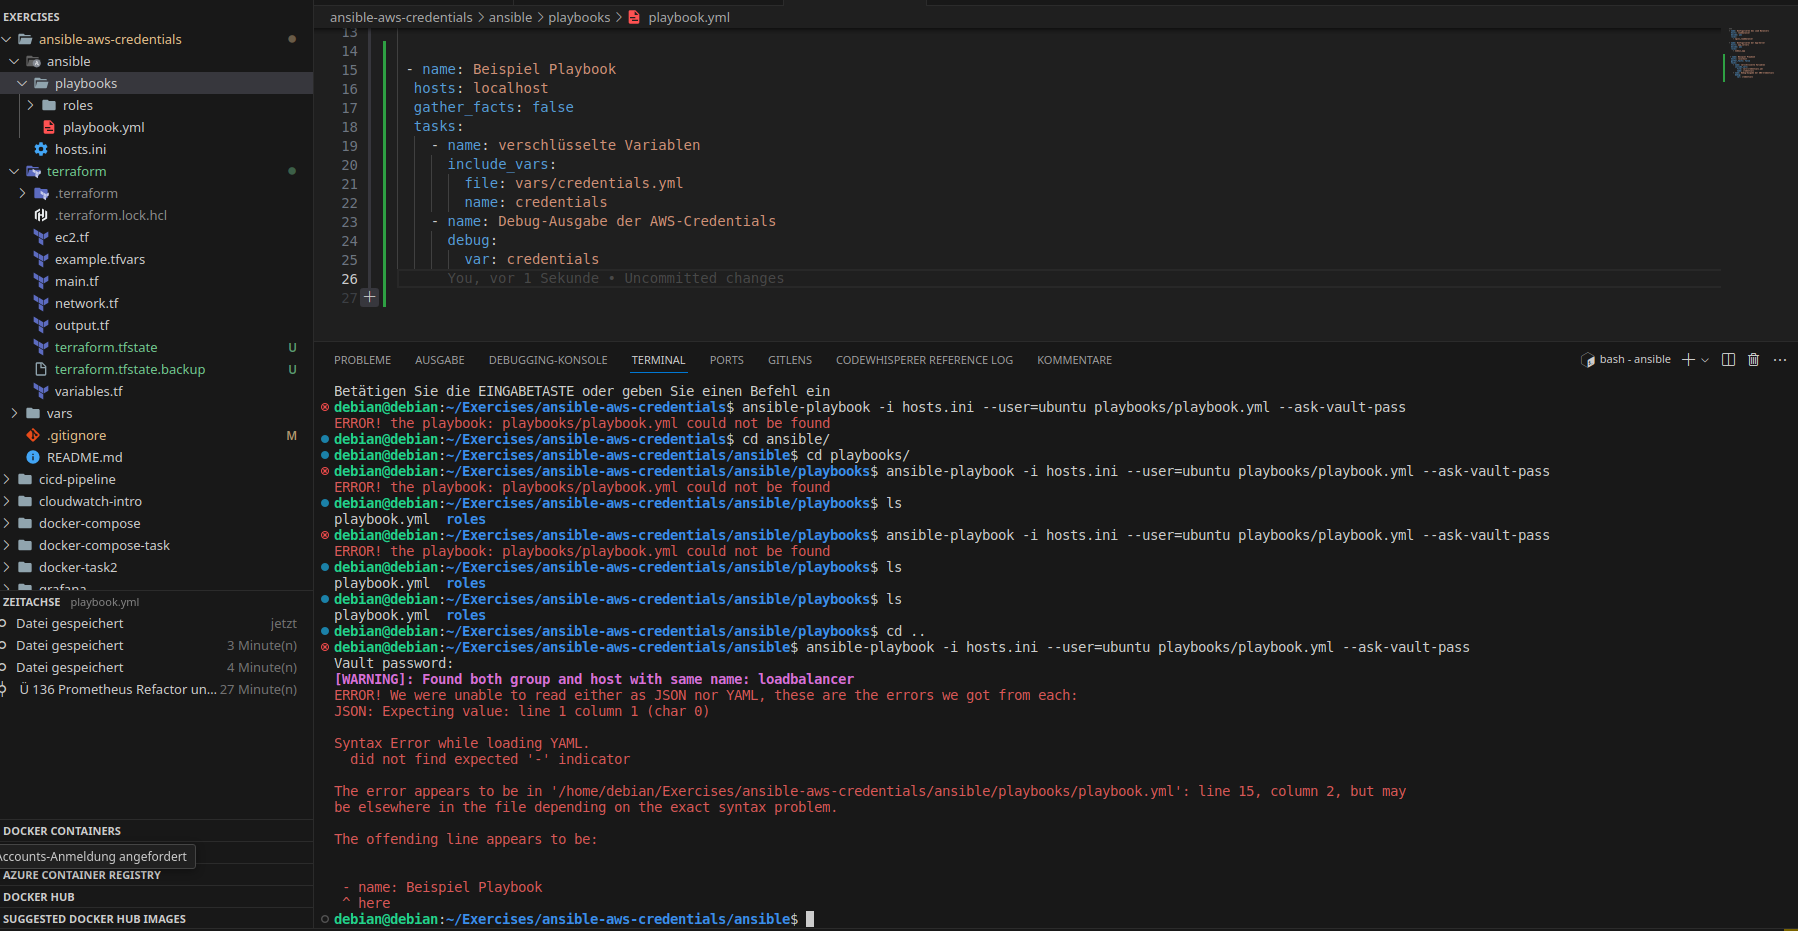 EXERCISES
ansible-aws-credentials
ansible
playbooks
roles
playbook.yml
hosts.ini
terraform
.terraform
.terraform.lock.hcl
ec2.tf
example.tfvars
main.tf
network.tf
output.tf
terraform.tfstate U
terraform.tfstate.backup U
variables.tf
vars
.gitignore M
README.md
cicd-pipeline
cloudwatch-intro
docker-compose
docker-compose-task
docker-task2
grafana
ZEITACHSE playbook.yml
Datei gespeichert jetzt
Datei gespeichert 3 Minute(n)
Datei gespeichert 4 Minute(n)
Ü 136 Prometheus Refactor un... 27 Minute(n)
DOCKER CONTAINERS
Accounts-Anmeldung angefordert
AZURE CONTAINER REGISTRY
DOCKER HUB
SUGGESTED DOCKER HUB IMAGES
ansible-aws-credentials > ansible > playbooks > playbook.yml
13
14
15 - name: Beispiel Playbook
16 hosts: localhost
17 gather_facts: false
18 tasks:
19 - name: verschlüsselte Variablen
20 include_vars:
21 file: vars/credentials.yml
22 name: credentials
23 - name: Debug-Ausgabe der AWS-Credentials
24 debug:
25 var: credentials
26 You, vor 1 Sekunde • Uncommitted changes
27
PROBLEME AUSGABE DEBUGGING-KONSOLE TERMINAL PORTS GITLENS CODEWHISPERER REFERENCE LOG KOMMENTARE bash - ansible
Betätigen Sie die EINGABETASTE oder geben Sie einen Befehl ein
debian@debian:~/Exercises/ansible-aws-credentials$ ansible-playbook -i hosts.ini --user=ubuntu playbooks/playbook.yml --ask-vault-pass
ERROR! the playbook: playbooks/playbook.yml could not be found
debian@debian:~/Exercises/ansible-aws-credentials$ cd ansible/
debian@debian:~/Exercises/ansible-aws-credentials/ansible$ cd playbooks/
debian@debian:~/Exercises/ansible-aws-credentials/ansible/playbooks$ ansible-playbook -i hosts.ini --user=ubuntu playbooks/playbook.yml --ask-vault-pass
ERROR! the playbook: playbooks/playbook.yml could not be found
debian@debian:~/Exercises/ansible-aws-credentials/ansible/playbooks$ ls
playbook.yml roles
debian@debian:~/Exercises/ansible-aws-credentials/ansible/playbooks$ ansible-playbook -i hosts.ini --user=ubuntu playbooks/playbook.yml --ask-vault-pass
ERROR! the playbook: playbooks/playbook.yml could not be found
debian@debian:~/Exercises/ansible-aws-credentials/ansible/playbooks$ ls
playbook.yml roles
debian@debian:~/Exercises/ansible-aws-credentials/ansible/playbooks$ ls
playbook.yml roles
debian@debian:~/Exercises/ansible-aws-credentials/ansible/playbooks$ cd ..
debian@debian:~/Exercises/ansible-aws-credentials/ansible$ ansible-playbook -i hosts.ini --user=ubuntu playbooks/playbook.yml --ask-vault-pass
Vault password:
[WARNING]: Found both group and host with same name: loadbalancer
ERROR! We were unable to read either as JSON nor YAML, these are the errors we got from each:
JSON: Expecting value: line 1 column 1 (char 0)
Syntax Error while loading YAML.
did not find expected '-' indicator
The error appears to be in '/home/debian/Exercises/ansible-aws-credentials/ansible/playbooks/playbook.yml': line 15, column 2, but may
be elsewhere in the file depending on the exact syntax problem.
The offending line appears to be:
- name: Beispiel Playbook
^ here
debian@debian:~/Exercises/ansible-aws-credentials/ansible$